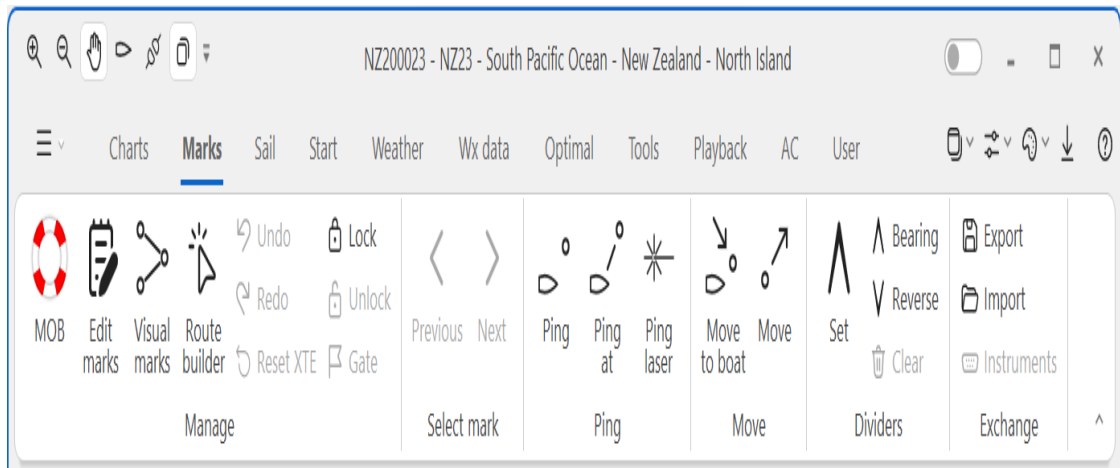 NZ200023 - NZ23 - South Pacific Ocean - New Zealand - North Island
Charts Marks Sail Start Weather Wx data Optimal Tools Playback AC User
MOB
Edit marks
Visual marks
Route builder
Undo
Redo
Reset XTE
Lock
Unlock
Gate
Manage
Previous
Next
Select mark
Ping
Ping at
Ping laser
Ping
Move to boat
Move
Move
Set
Bearing
Reverse
Clear
Dividers
Export
Import
Instruments
Exchange